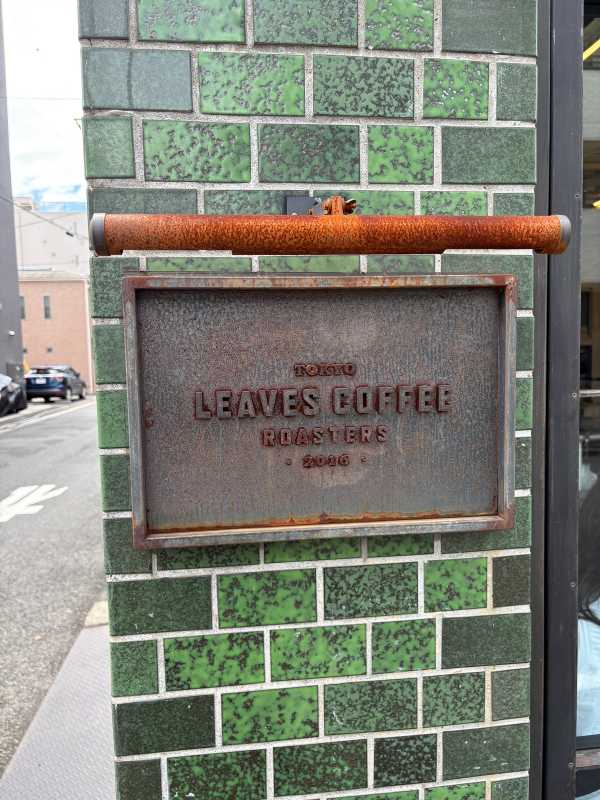 TOKYO
LEAVES COFFEE
ROASTERS
· 2016 ·